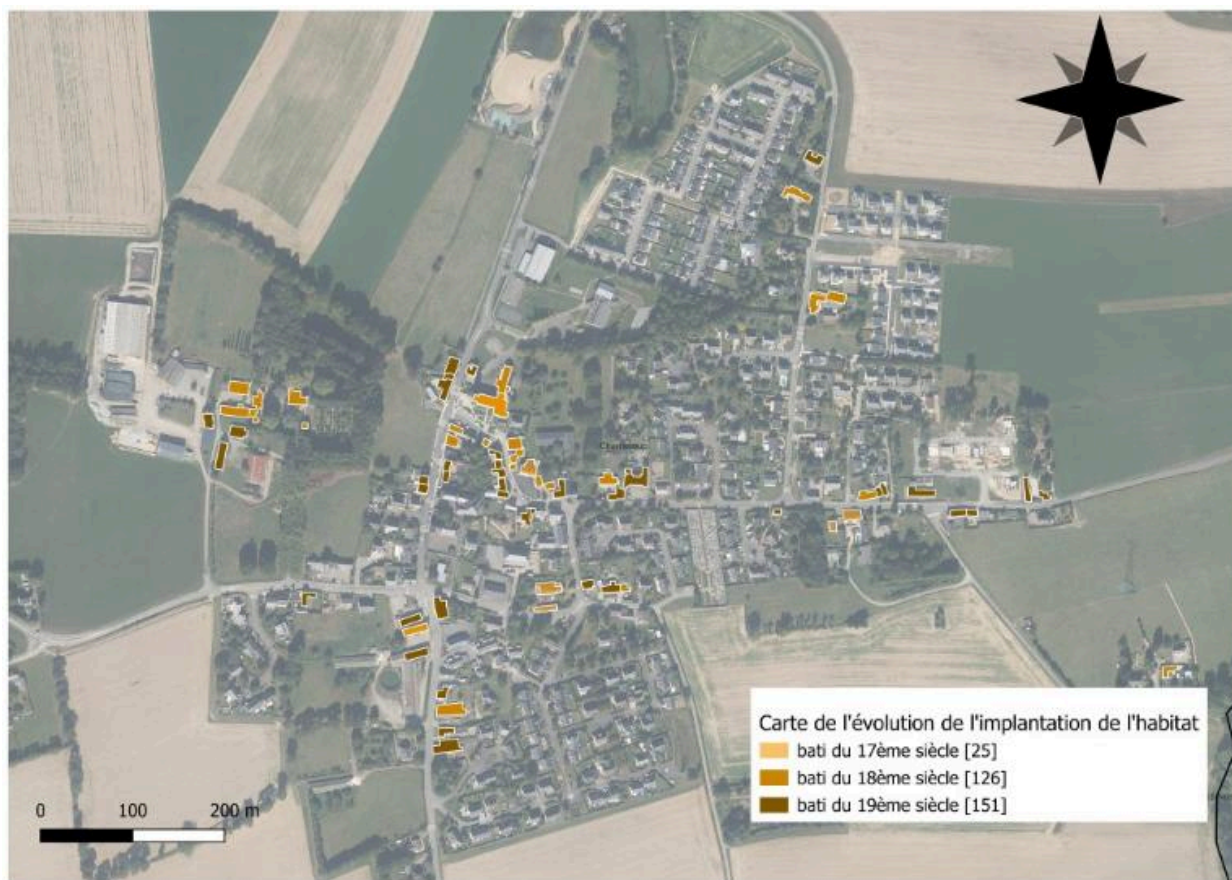 Carte de l'évolution de l'implantation de l'habitat
bati du 17ème siècle [25]
bati du 18ème siècle [126]
bati du 19ème siècle [151]
0 100 200 m